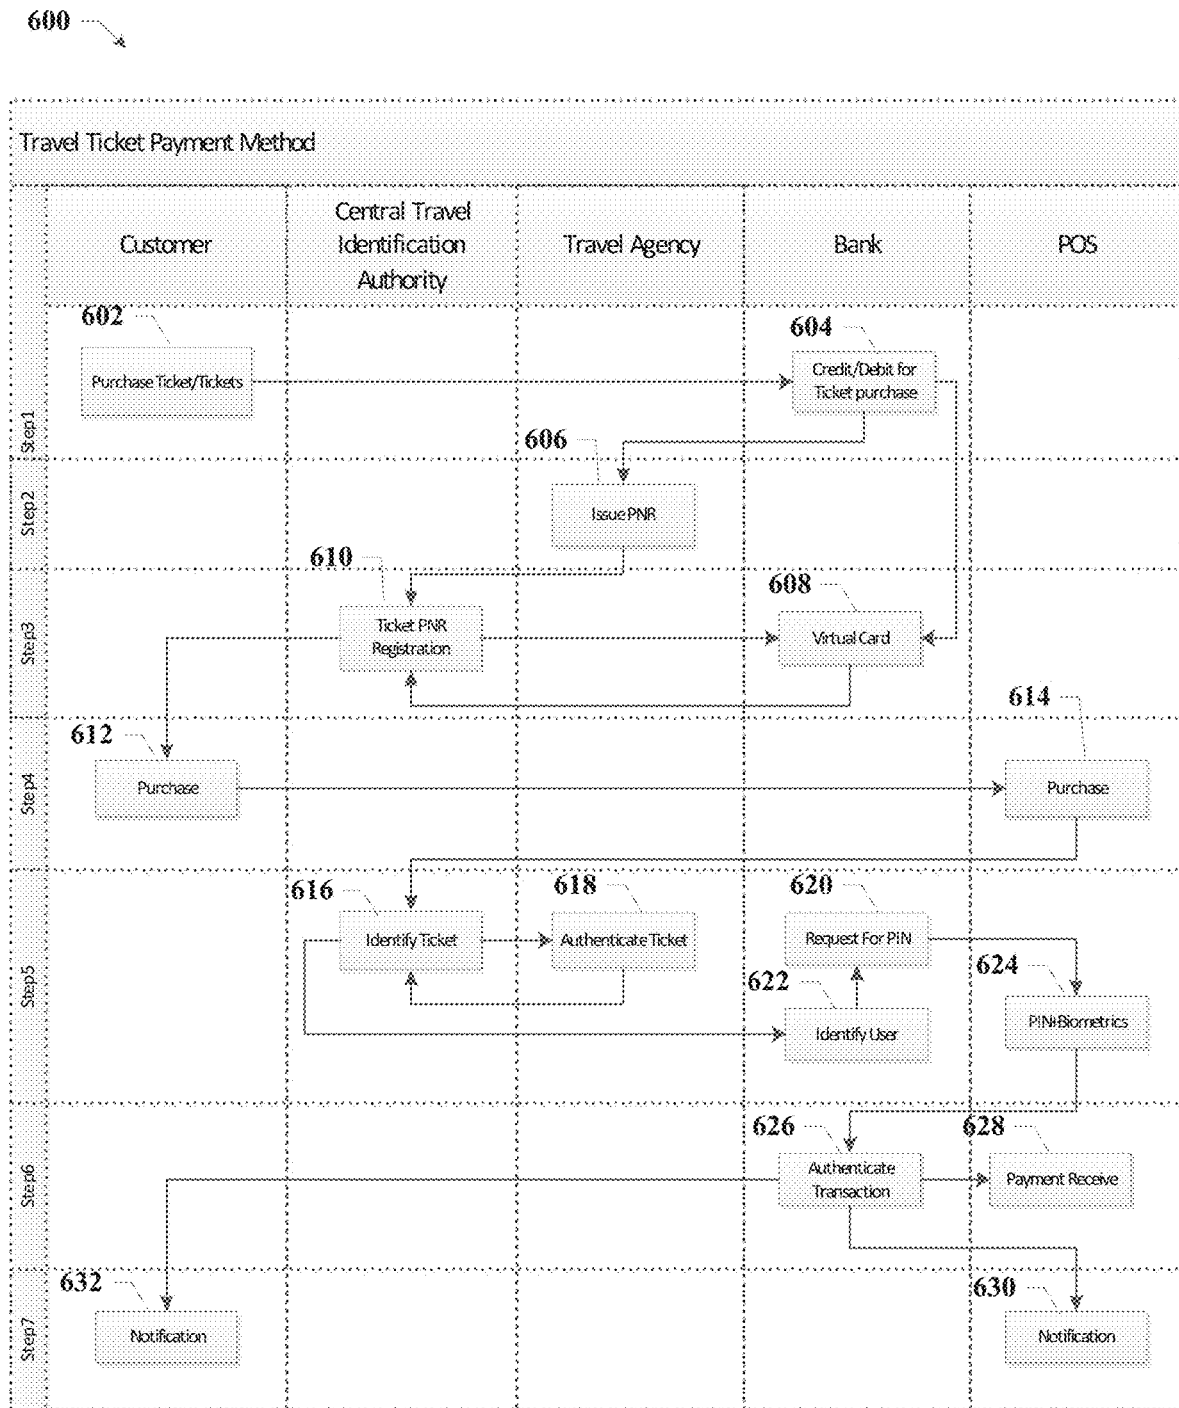 600
Travel Ticket Payment Method
Customer
Central Travel
Identification
Authority
Travel Agency
Bank
POS
Step1
602
Purchase Ticket/Tickets
604
Credit/Debit for
Ticket purchase
606
Step2
Issue PNR
610
608
Step3
Ticket PNR
Registration
Virtual Card
612
614
Step4
Purchase
Purchase
616
618
620
Step5
Identify Ticket
Authenticate Ticket
Request For PIN
622
624
Identify User
PIN/Biometrics
626
628
Step6
Authenticate
Transaction
Payment Receive
632
630
Step7
Notification
Notification